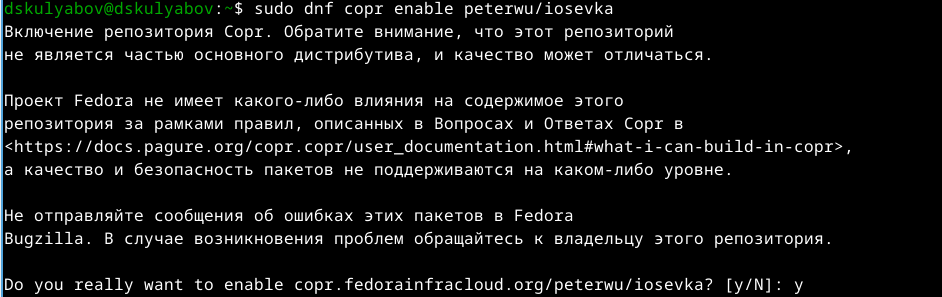 dskulyabov@dskulyabov:~$ sudo dnf copr enable peterwu/iosevka
Включение репозитория Copr. Обратите внимание, что этот репозиторий
не является частью основного дистрибутива, и качество может отличаться.
Проект Fedora не имеет какого-либо влияния на содержимое этого
репозитория за рамками правил, описанных в Вопросах и Ответах Copr в
<https://docs.pagure.org/copr.copr/user_documentation.html#what-i-can-build-in-copr>,
а качество и безопасность пакетов не поддерживаются на каком-либо уровне.
Не отправляйте сообщения об ошибках этих пакетов в Fedora
Bugzilla. В случае возникновения проблем обращайтесь к владельцу этого репозитория.
Do you really want to enable copr.fedorainfracloud.org/peterwu/iosevka? [y/N]: y